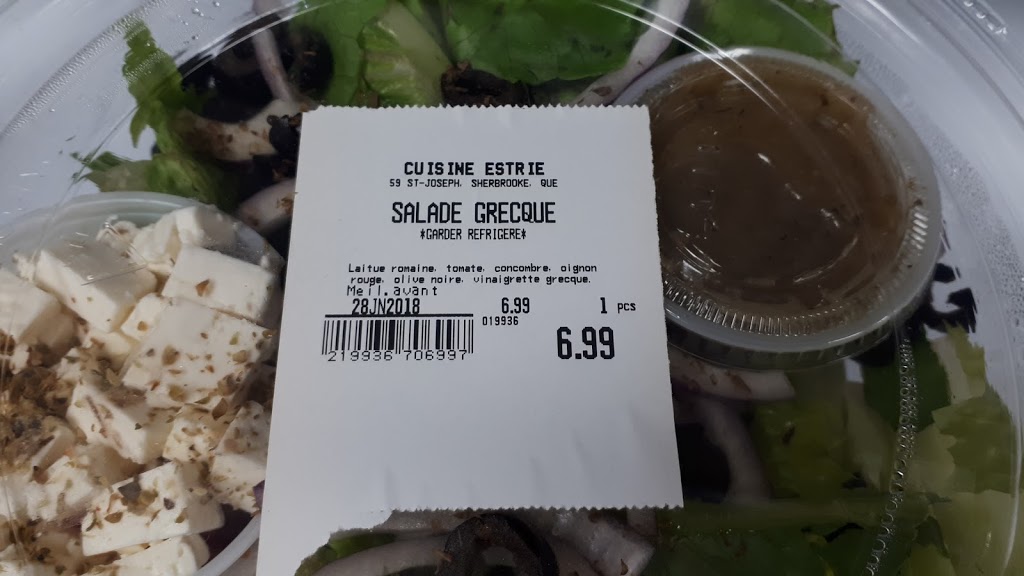 CUISINE ESTRIE
59 ST-JOSEPH, SHERBROOKE, QUE
SALADE GRECQUE
*GARDER REFRIGERE*
Laitue romaine, tomate, concombre, oignon
rouge, olive noire, vinaigrette grecque.
Meil.avant
28JN2018 6.99 1 pcs
019936
219936 706997
6.99